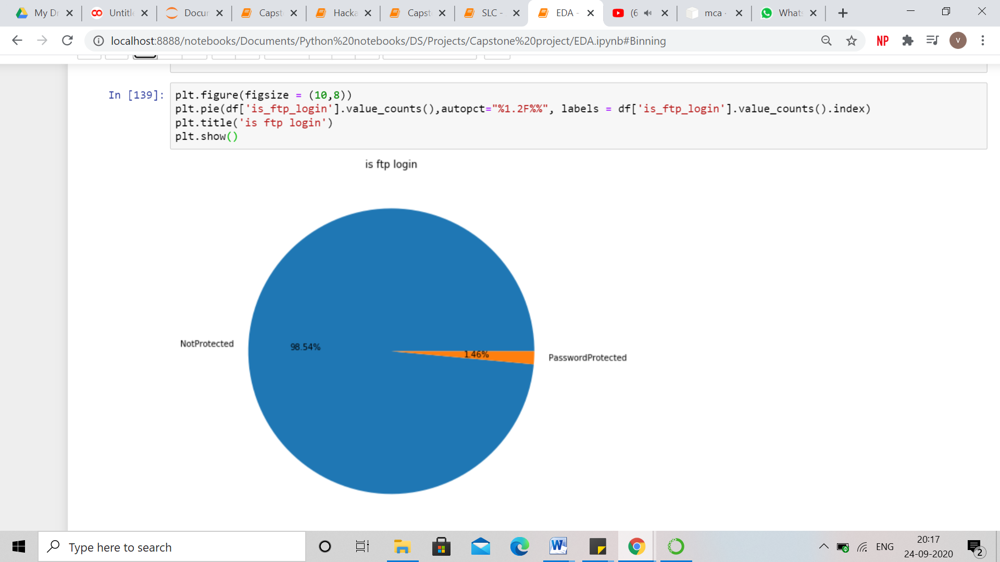 My Dr
Untitle
Docur
Capst
Hacka
Capst
SLC -
EDA -
(6
mca -
What
localhost:8888/notebooks/Documents/Python%20notebooks/DS/Projects/Capstone%20project/EDA.ipynb#Binning
NP
V
In [139]:
plt.figure(figsize = (10,8))
plt.pie(df['is_ftp_login'].value_counts(),autopct="%1.2F%%", labels = df['is_ftp_login'].value_counts().index)
plt.title('is ftp login')
plt.show()
is ftp login
NotProtected
98.54%
1.46%
PasswordProtected
Type here to search
W
ENG
20:17
24-09-2020
2